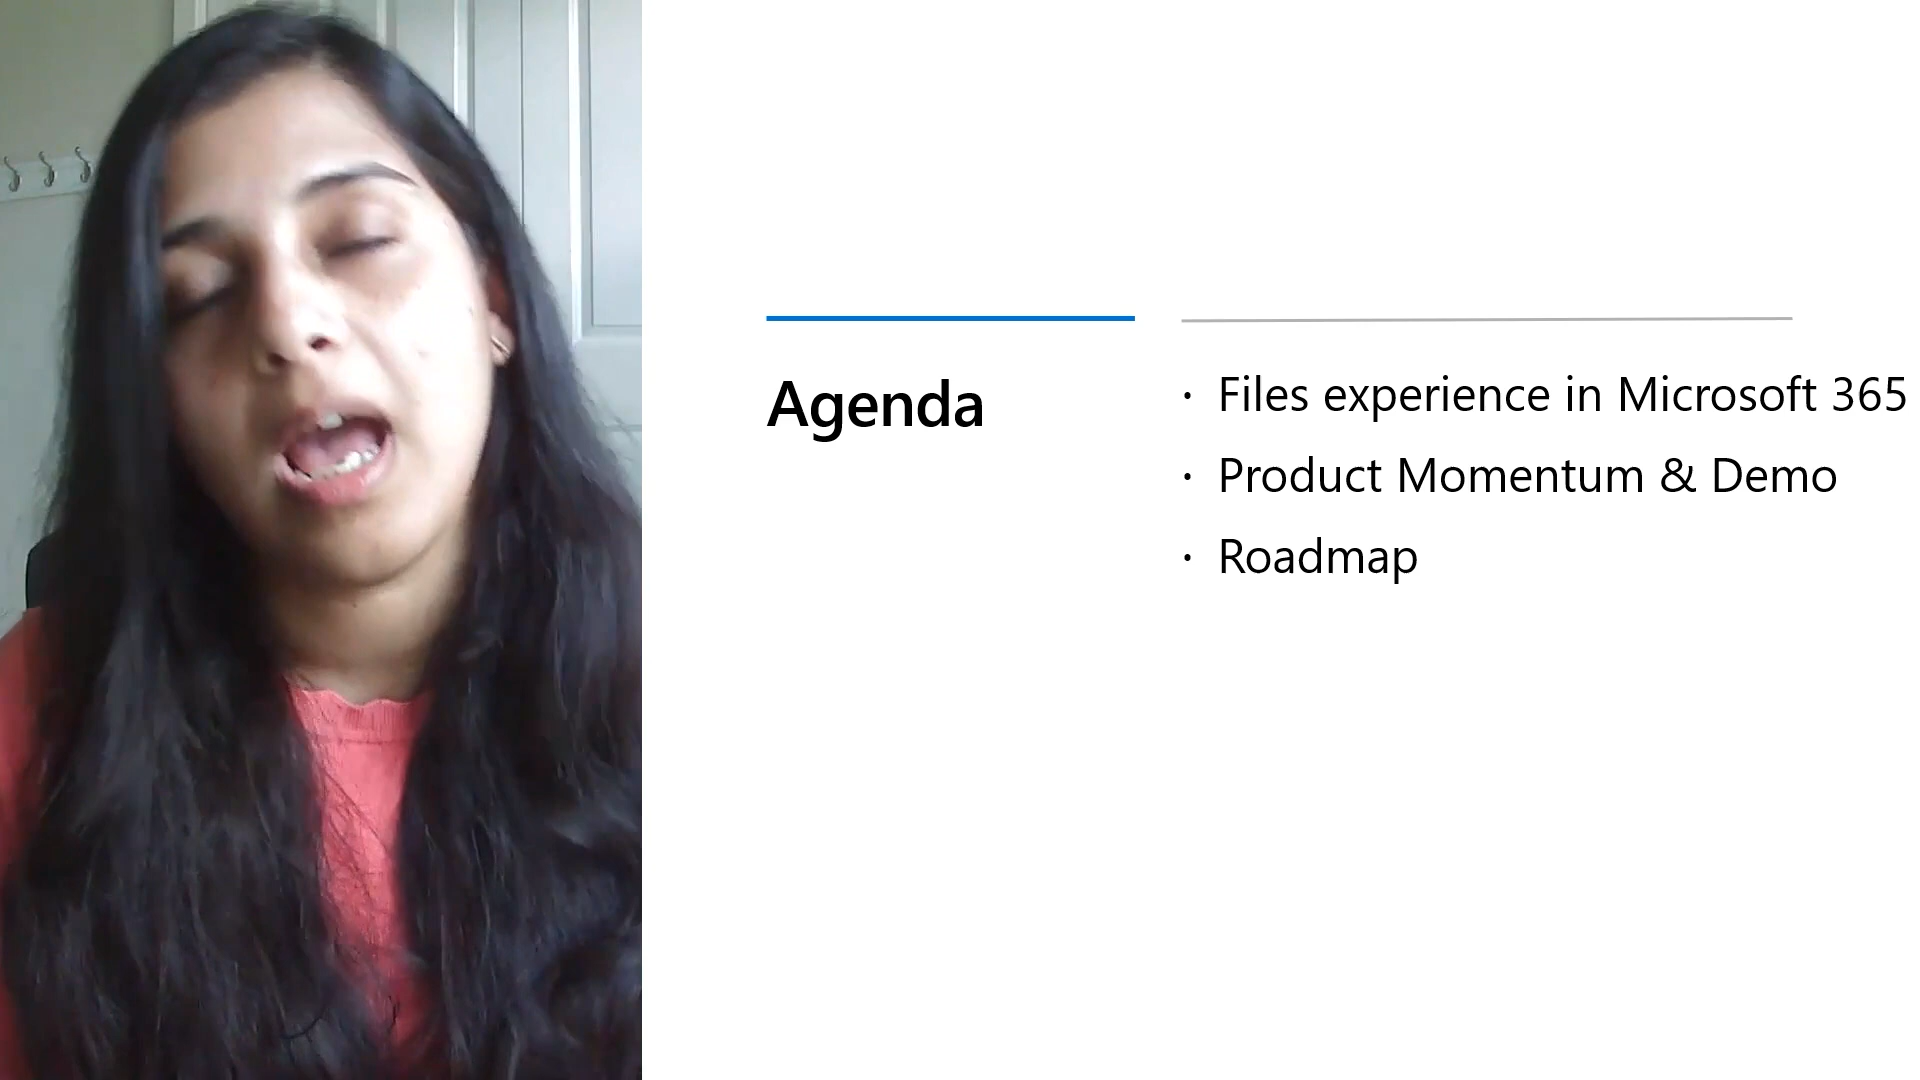 Agenda
· Files experience in Microsoft 365
· Product Momentum & Demo
· Roadmap